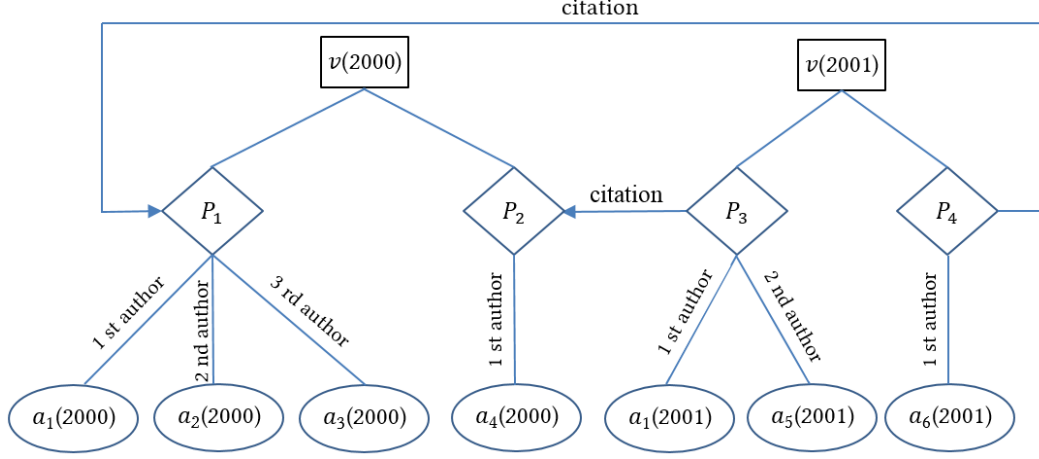 citation
v(2000)
v(2001)
P₁
P₂
citation
P₃
P₄
1 st author
2 nd author
3 rd author
1 st author
1 st author
2 nd author
1 st author
a₁(2000)
a₂(2000)
a₃(2000)
a₄(2000)
a₁(2001)
a₅(2001)
a₆(2001)